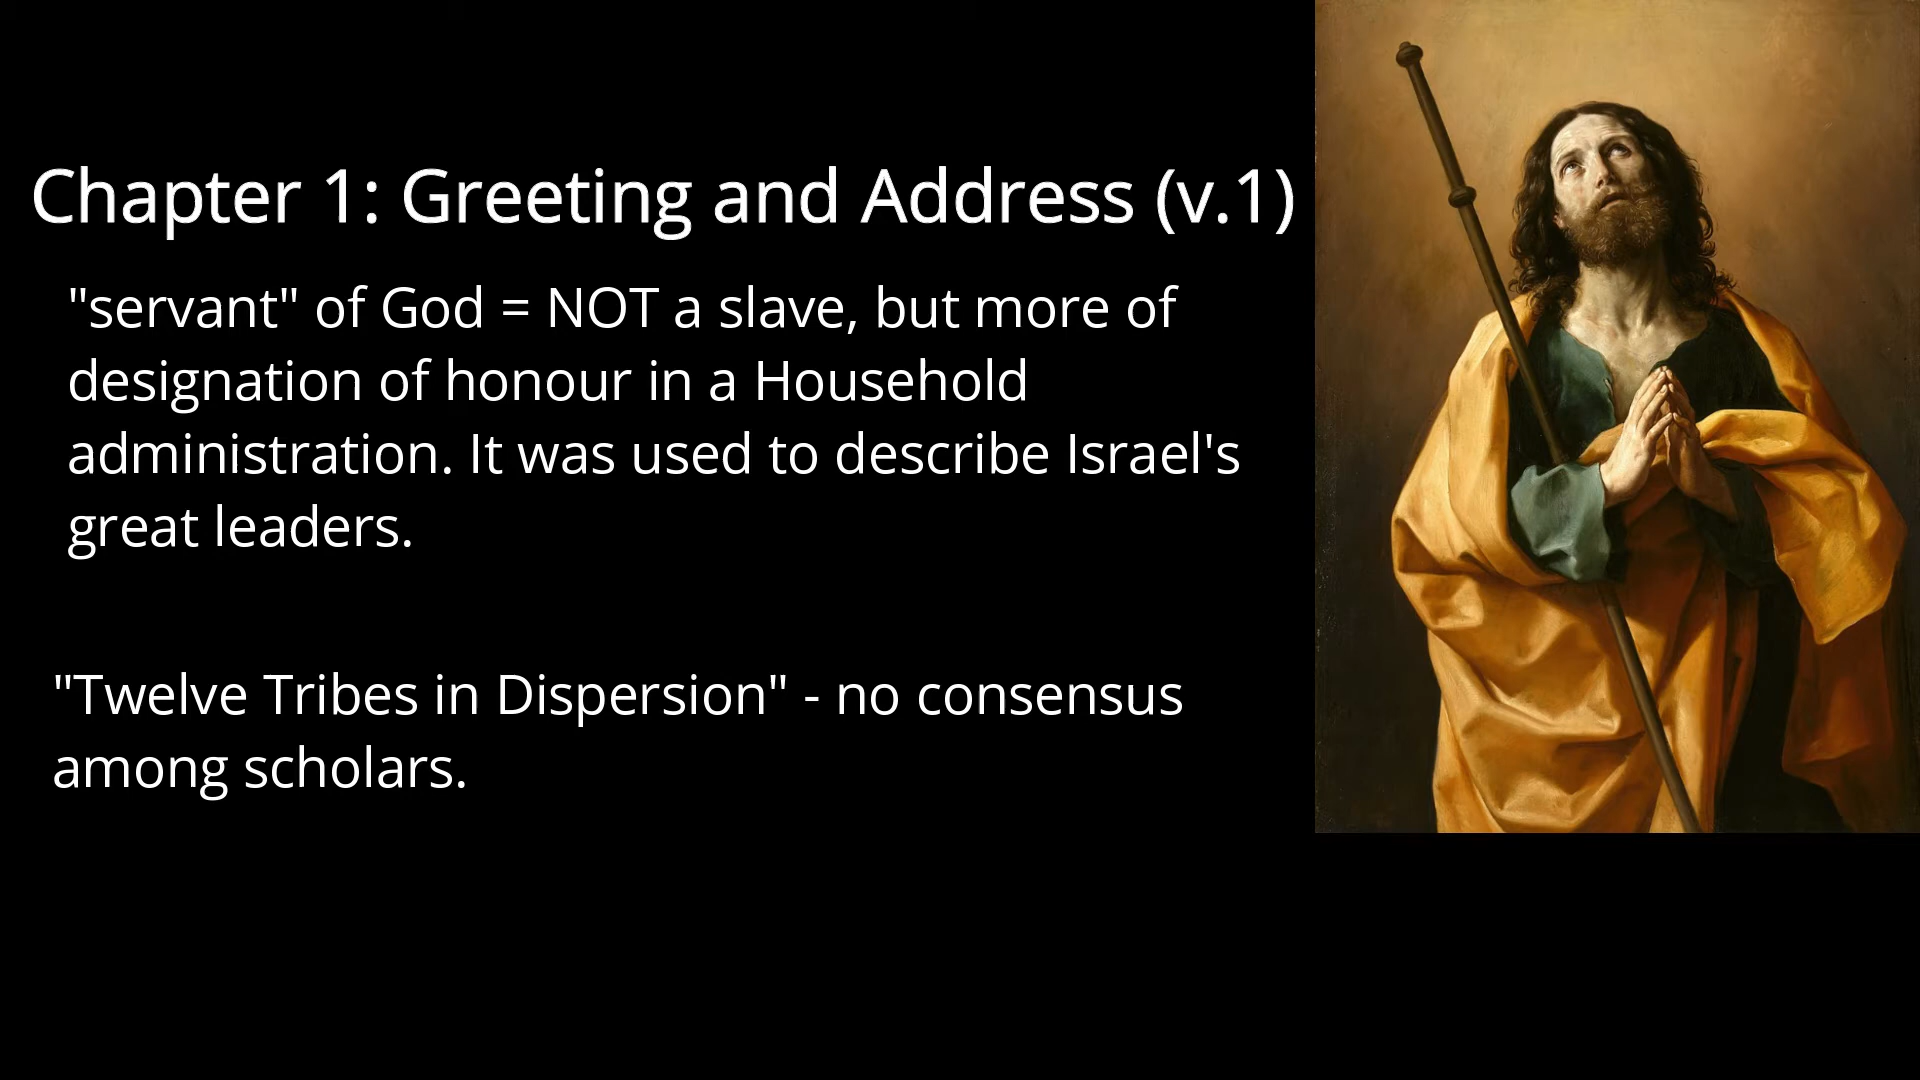 Chapter 1: Greeting and Address (v.1)
"servant" of God = NOT a slave, but more of
designation of honour in a Household
administration. It was used to describe Israel's
great leaders.
"Twelve Tribes in Dispersion" - no consensus
among scholars.